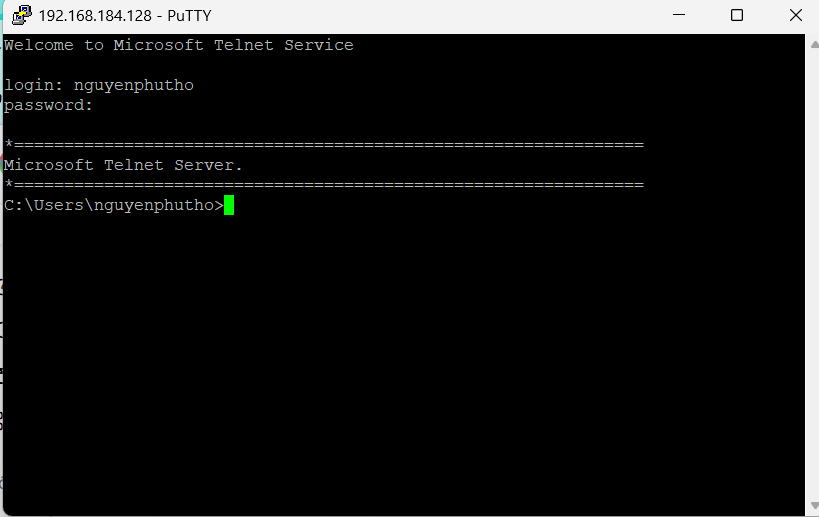 192.168.184.128 - PuTTY
Welcome to Microsoft Telnet Service
login: nguyenphutho
password:
*===============================================================
Microsoft Telnet Server.
*===============================================================
C:\Users\nguyenphutho>